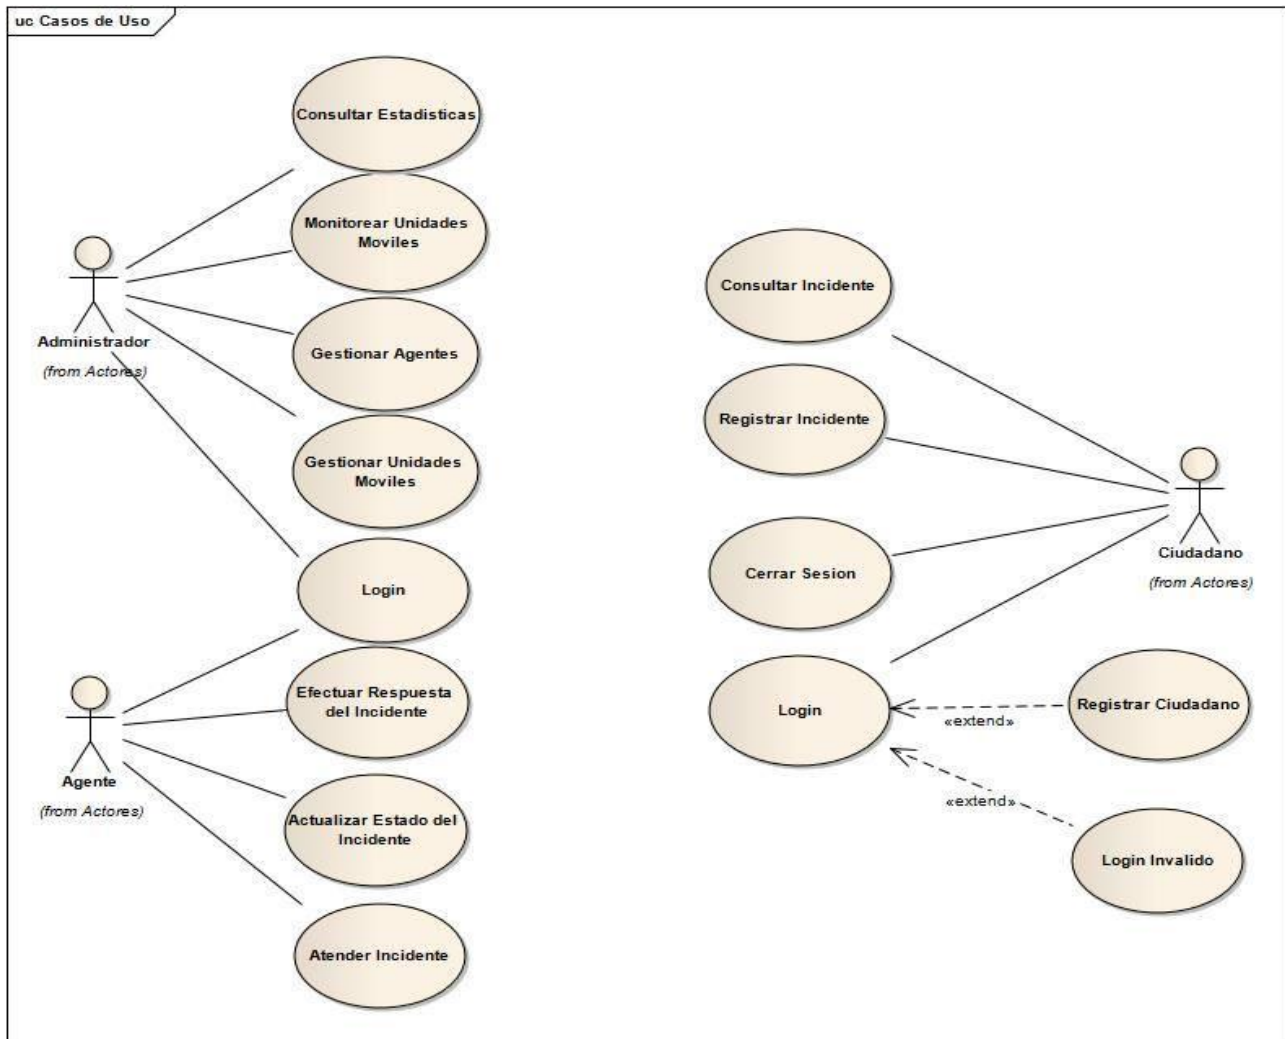 uc Casos de Uso
Consultar Estadisticas
Monitorear Unidades
Moviles
Administrador
(from Actores)
Gestionar Agentes
Gestionar Unidades
Moviles
Login
Efectuar Respuesta
del Incidente
Agente
(from Actores)
Actualizar Estado del
Incidente
Atender Incidente
Consultar Incidente
Registrar Incidente
Ciudadano
(from Actores)
Cerrar Sesion
Login
«extend»
Registrar Ciudadano
«extend»
Login Invalido